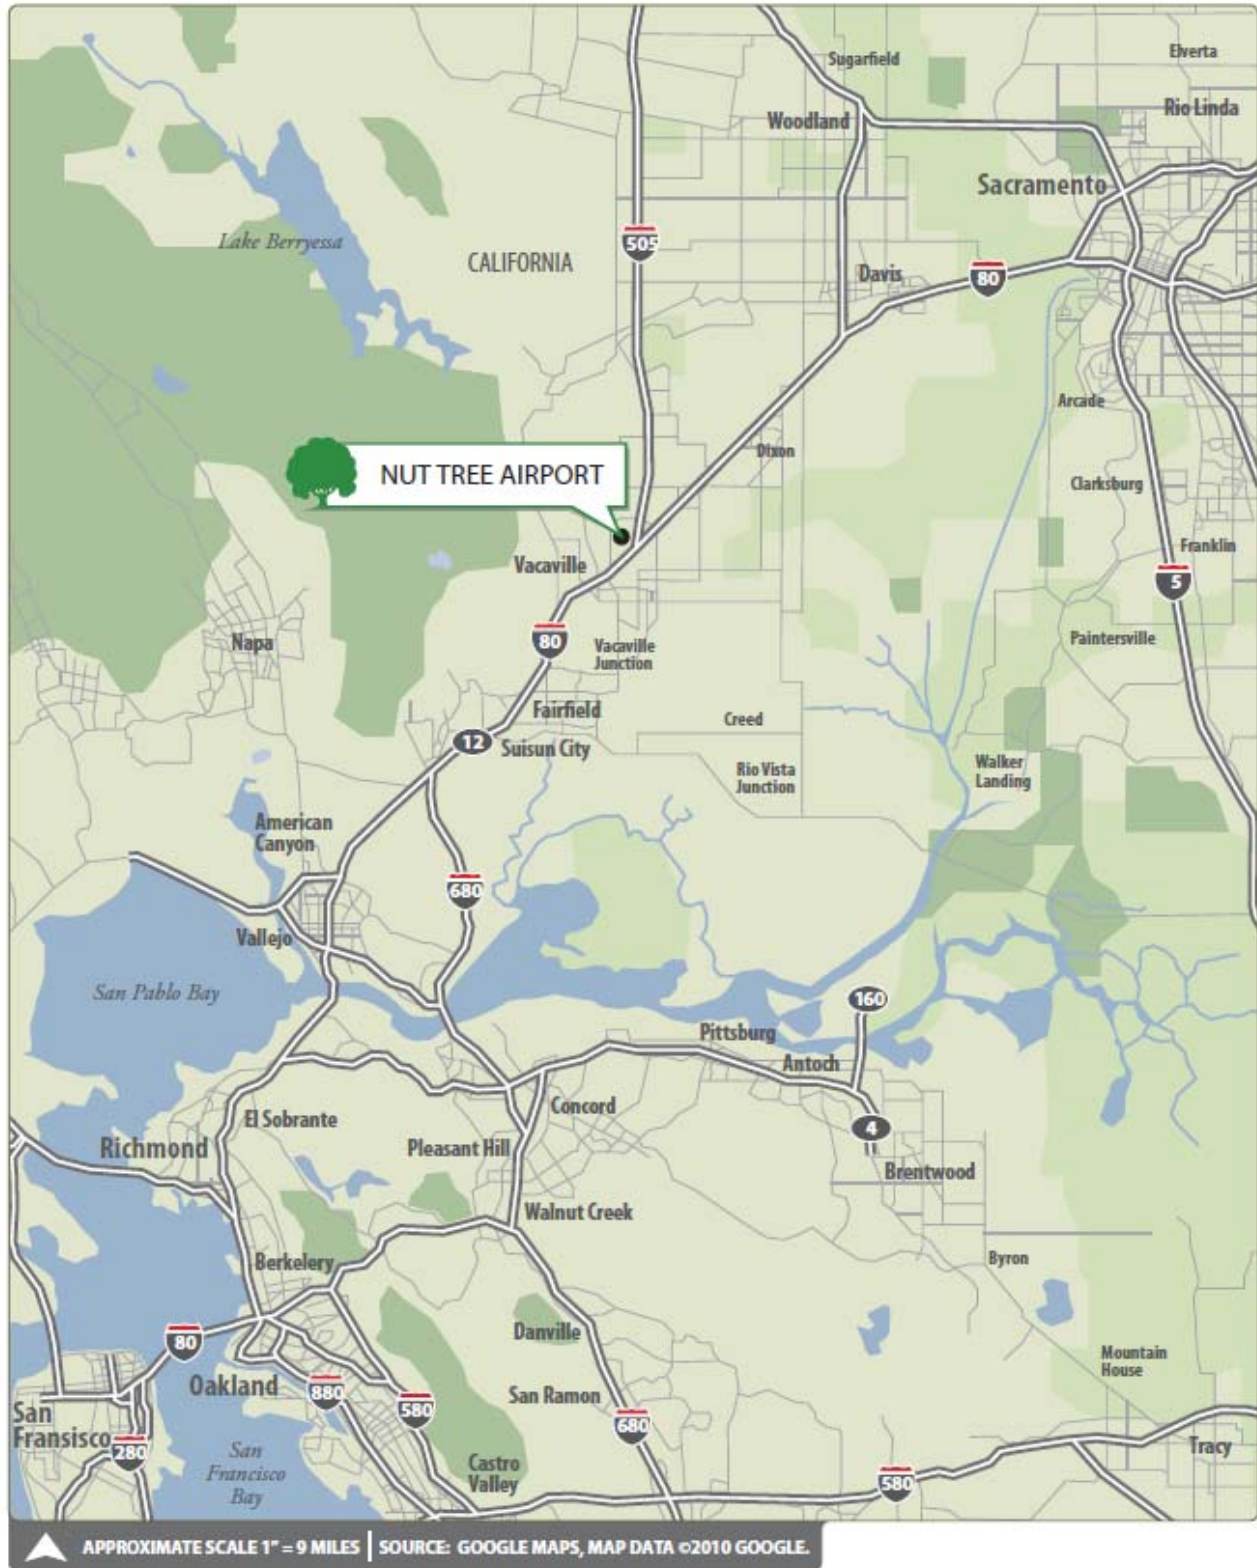 Sugarfield
Elverta
Woodland
Rio Linda
Sacramento
Lake Berryessa
505
CALIFORNIA
Davis
80
Arcade
NUT TREE AIRPORT
Dixon
Clarksburg
Vacaville
Franklin
5
Napa
80
Vacaville
Junction
Paintersville
Fairfield
Creed
12
Suisun City
Rio Vista
Junction
Walker
Landing
American
Canyon
680
Vallejo
San Pablo Bay
160
Pittsburg
Antoch
Concord
El Sobrante
4
Richmond
Pleasant Hill
Brentwood
Walnut Creek
Berkelery
Byron
80
Danville
Mountain
House
Oakland
880
580
San Ramon
San
Fransisco
280
680
San
Francisco
Bay
Castro
Valley
580
Tracy
APPROXIMATE SCALE 1" = 9 MILES | SOURCE: GOOGLE MAPS, MAP DATA ©2010 GOOGLE.